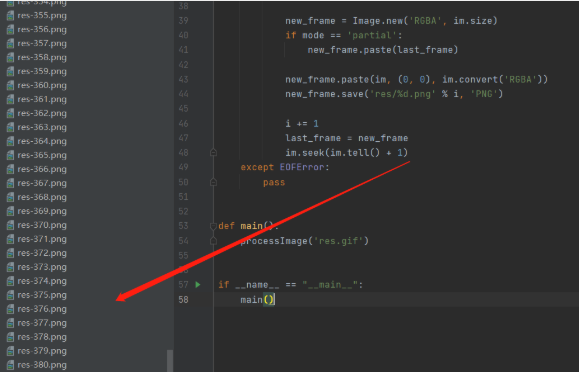 res-354.png
res-355.png
res-356.png
res-357.png
res-358.png
res-359.png
res-360.png
res-361.png
res-362.png
res-363.png
res-364.png
res-365.png
res-366.png
res-367.png
res-368.png
res-369.png
res-370.png
res-371.png
res-372.png
res-373.png
res-374.png
res-375.png
res-376.png
res-377.png
res-378.png
res-379.png
res-380.png
38
39 new_frame = Image.new('RGBA', im.size)
40 if mode == 'partial':
41 new_frame.paste(last_frame)
42
43 new_frame.paste(im, (0, 0), im.convert('RGBA'))
44 new_frame.save('res/%d.png' % i, 'PNG')
45
46 i += 1
47 last_frame = new_frame
48 im.seek(im.tell() + 1)
49 except EOFError:
50 pass
51
52
53 def main():
54 processImage('res.gif')
55
56
57 if __name__ == "__main__":
58 main()